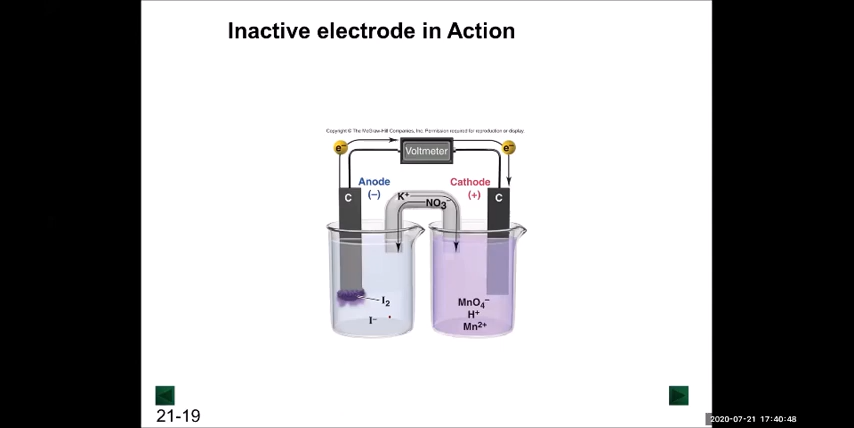 Inactive electrode in Action
Copyright © The McGraw-Hill Companies, Inc. Permission required for reproduction or display.
e⁻
Voltmeter
e⁻
Anode
(–)
Cathode
(+)
C
K⁺
NO₃⁻
C
I₂
I⁻
MnO₄⁻
H⁺
Mn²⁺
21-19
2020-07-21 17:40:48